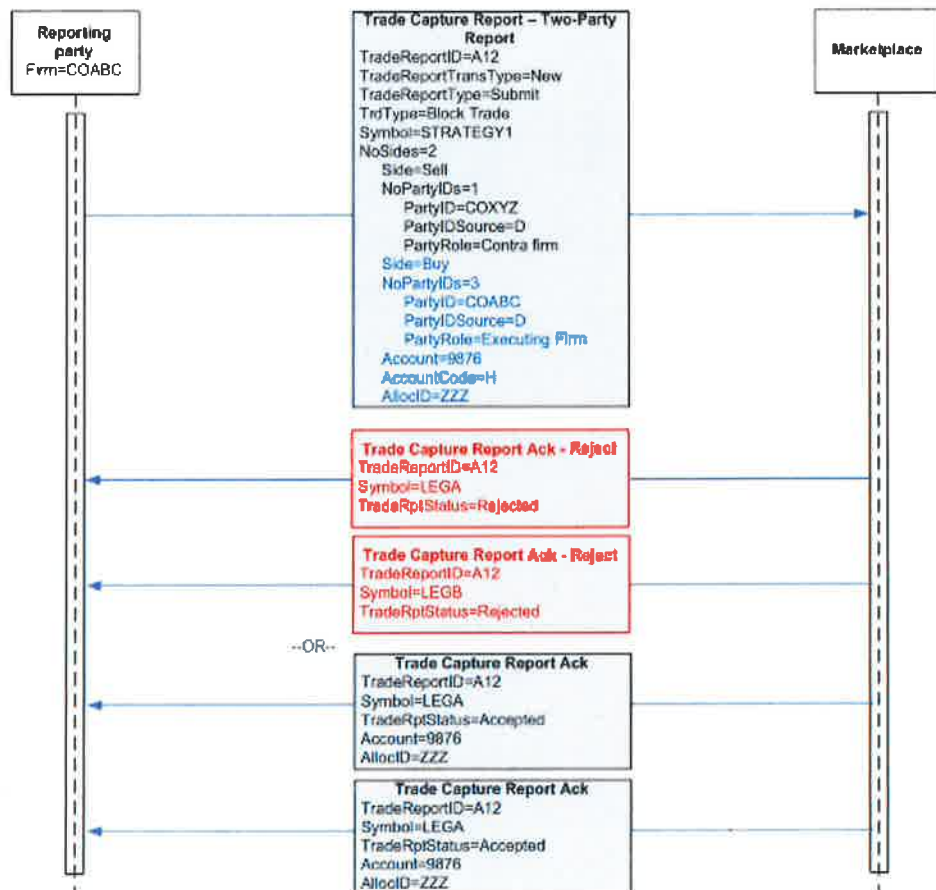 Reporting
party
Firm=COABC
Trade Capture Report – Two-Party
Report
TradeReportID=A12
TradeReportTransType=New
TradeReportType=Submit
TrdType=Block Trade
Symbol=STRATEGY1
NoSides=2
Side=Sell
NoPartyIDs=1
PartyID=COXYZ
PartyIDSource=D
PartyRole=Contra firm
Side=Buy
NoPartyIDs=3
PartyID=COABC
PartyIDSource=D
PartyRole=Executing Firm
Account=9876
AccountCode=H
AllocID=ZZZ
Marketplace
Trade Capture Report Ack - Reject
TradeReportID=A12
Symbol=LEGA
TradeRptStatus=Rejected
Trade Capture Report Ack - Reject
TradeReportID=A12
Symbol=LEGB
TradeRptStatus=Rejected
--OR--
Trade Capture Report Ack
TradeReportID=A12
Symbol=LEGA
TradeRptStatus=Accepted
Account=9876
AllocID=ZZZ
Trade Capture Report Ack
TradeReportID=A12
Symbol=LEGA
TradeRptStatus=Accepted
Account=9876
AllocID=ZZZ